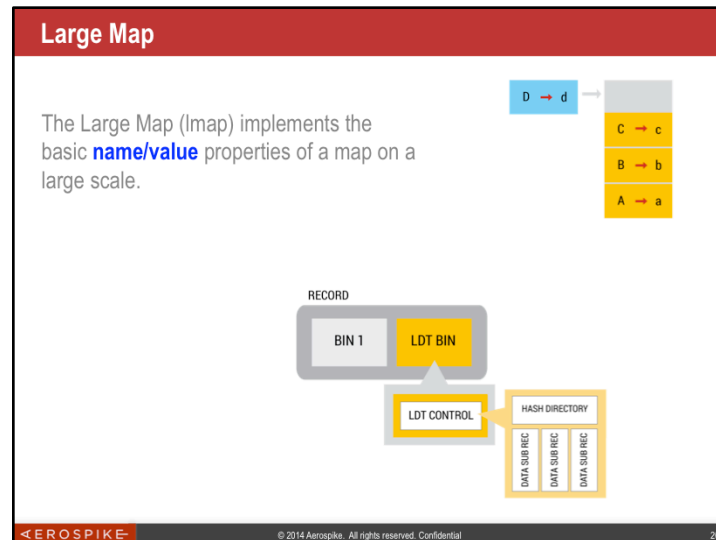 Large Map
D → d
The Large Map (lmap) implements the
basic name/value properties of a map on a
large scale.
C → c
B → b
A → a
RECORD
BIN 1
LDT BIN
LDT CONTROL
HASH DIRECTORY
DATA SUB REC
DATA SUB REC
DATA SUB REC
AEROSPIKE
© 2014 Aerospike. All rights reserved. Confidential